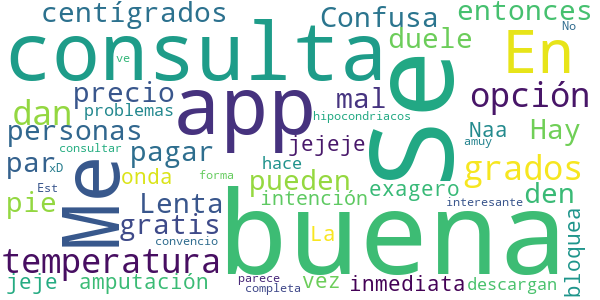 centígrados
Confusa
entonces
consulta
Se
En
duele
ve
No
precio
app
mal
opción
dan
problemas
hipocondriacos
personas
jejeje
Naa
Hay
consultar
amuy
par
xD
Me
pagar
hace
grados
onda
pueden
exagero
den
pie
Est
forma
Lenta
intención
interesante
buena
bloquea
gratis
La
convencio
temperatura
jeje
amputación
parece
completa
vez
inmediata
descargan